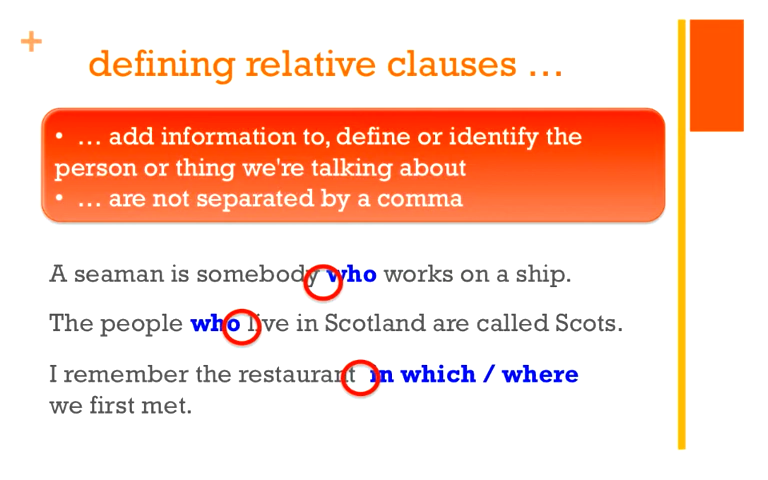 +
defining relative clauses …
• … add information to, define or identify the
person or thing we're talking about
• … are not separated by a comma
A seaman is somebody who works on a ship.
The people who live in Scotland are called Scots.
I remember the restaurant in which / where
we first met.